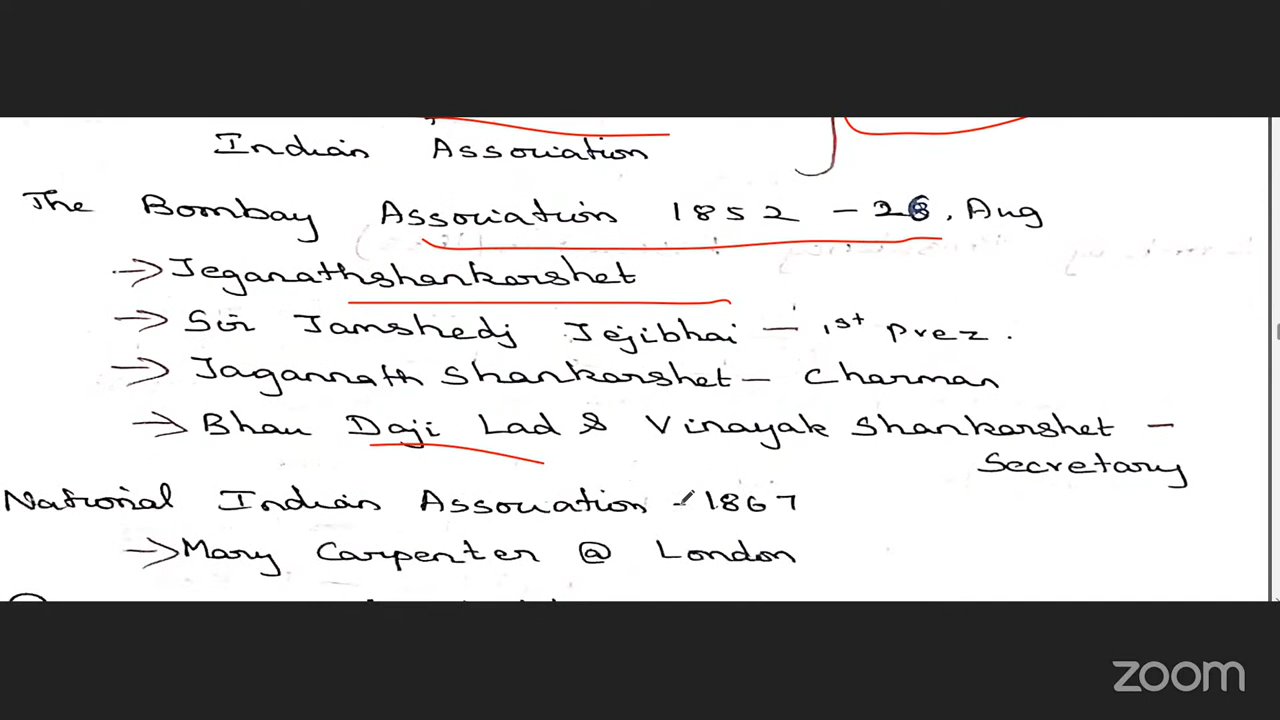 Indian Association
The Bombay Association 1852 - 26. Aug
→ Jeganathshankarshet
→ Sir Jamshedj Jejibhai - 1st prez.
→ Jagannath Shankarshet - Charman
→ Bhau Daji Lad & Vinayak Shankarshet -
Secretary
National Indian Association - 1867
→ Mary Carpenter @ London
zoom